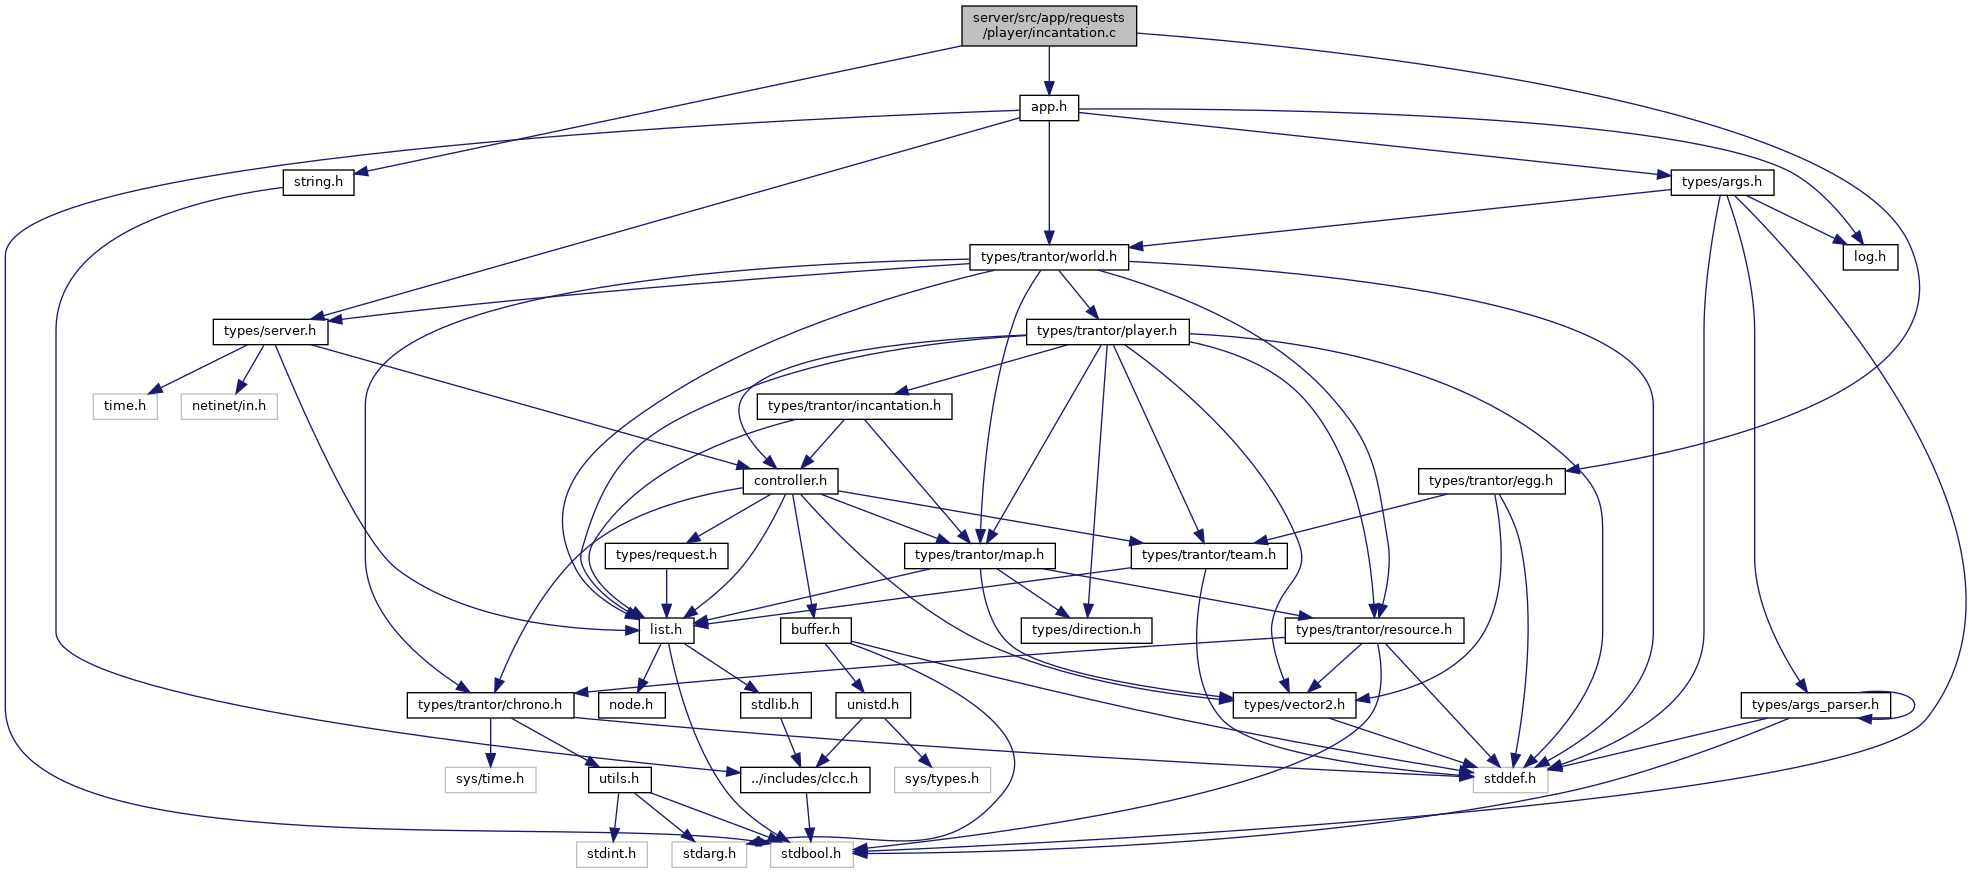 server/src/app/requests
/player/incantation.c
app.h
string.h
types/args.h
types/trantor/world.h
log.h
types/server.h
types/trantor/player.h
time.h
netinet/in.h
types/trantor/incantation.h
controller.h
types/trantor/egg.h
types/request.h
types/trantor/map.h
types/trantor/team.h
list.h
buffer.h
types/direction.h
types/trantor/resource.h
types/trantor/chrono.h
node.h
stdlib.h
unistd.h
types/vector2.h
types/args_parser.h
sys/time.h
utils.h
../includes/clcc.h
sys/types.h
stddef.h
stdint.h
stdarg.h
stdbool.h